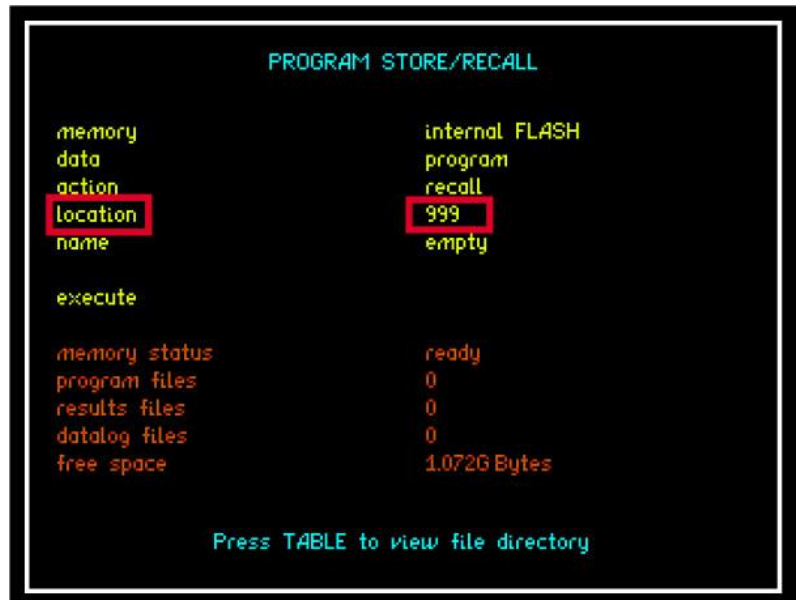 PROGRAM STORE/RECALL
memory internal FLASH
data program
action recall
location 999
name empty
execute
memory status ready
program files 0
results files 0
datalog files 0
free space 1.072G Bytes
Press TABLE to view file directory